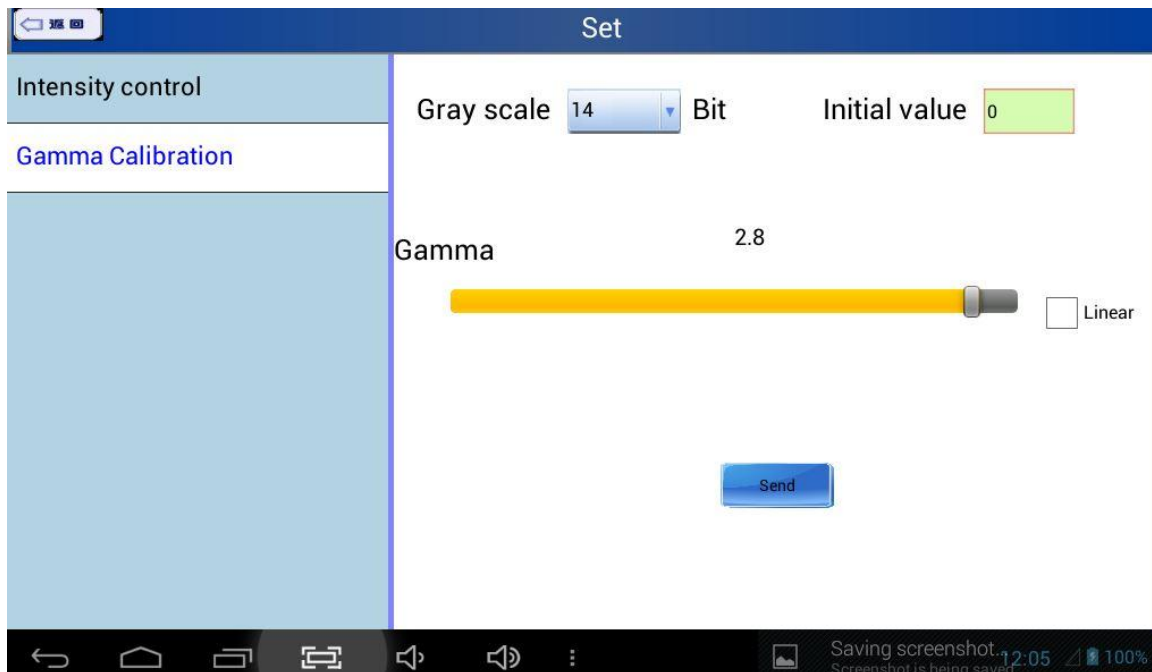 返回
Set
Intensity control
Gamma Calibration
Gray scale 14 Bit Initial value 0
Gamma 2.8
Linear
Send
Saving screenshot...
12:05 100%
Screenshot is being saved